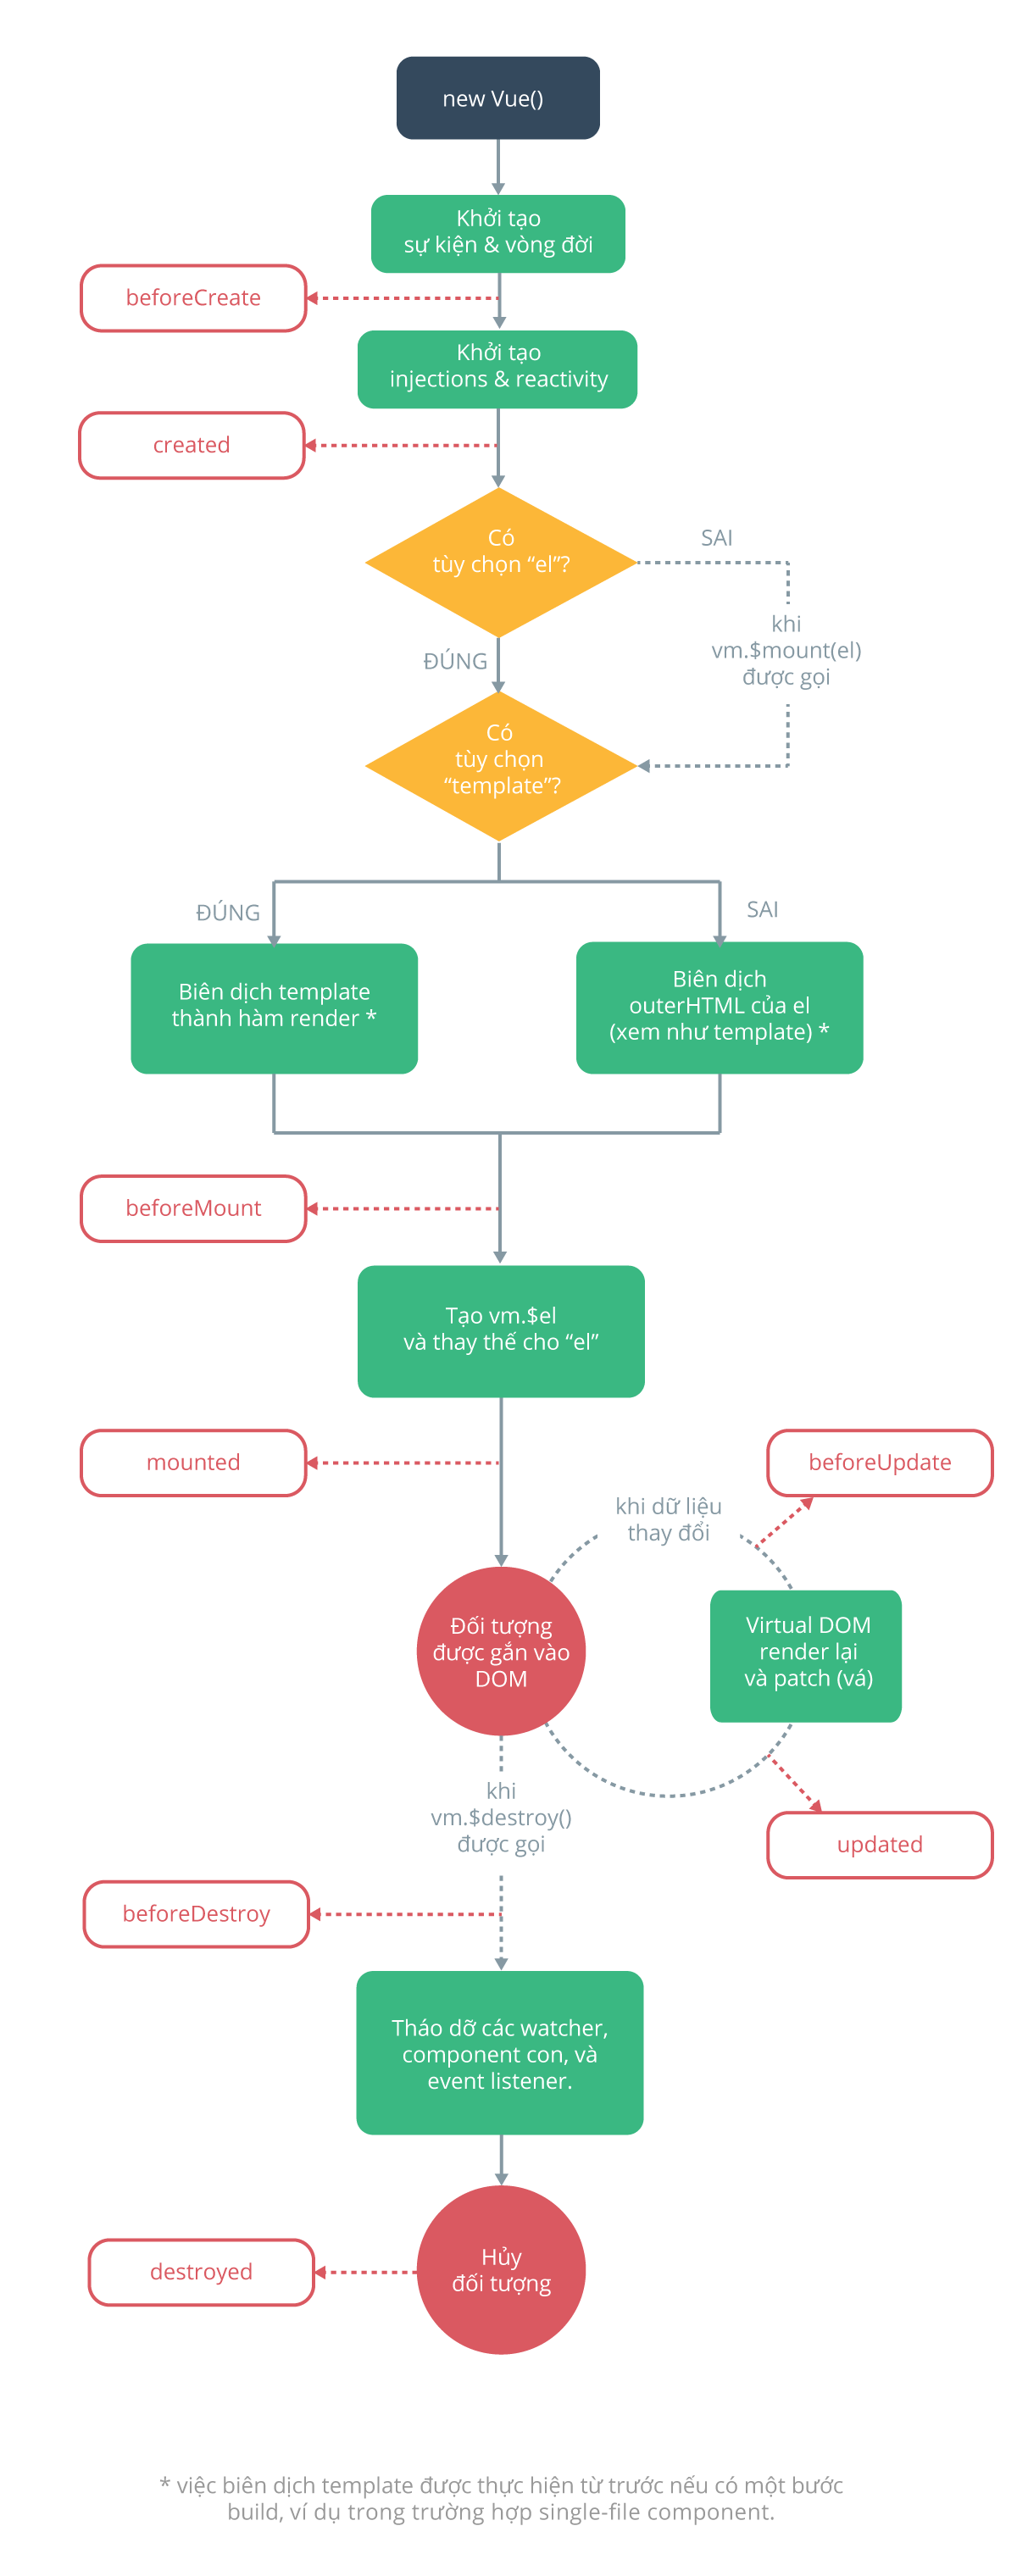 new Vue()
Khởi tạo
sự kiện & vòng đời
beforeCreate
Khởi tạo
injections & reactivity
created
Có
tùy chọn “el”?
SAI
khi
vm.$mount(el)
được gọi
ĐÚNG
Có
tùy chọn
“template”?
ĐÚNG
SAI
Biên dịch template
thành hàm render *
Biên dịch
outerHTML của el
(xem như template) *
beforeMount
Tạo vm.$el
và thay thế cho “el”
mounted
beforeUpdate
khi dữ liệu
thay đổi
Đối tượng
được gắn vào
DOM
Virtual DOM
render lại
và patch (vá)
khi
vm.$destroy()
được gọi
updated
beforeDestroy
Tháo dỡ các watcher,
component con, và
event listener.
Hủy
đối tượng
destroyed
* việc biên dịch template được thực hiện từ trước nếu có một bước
build, ví dụ trong trường hợp single-file component.